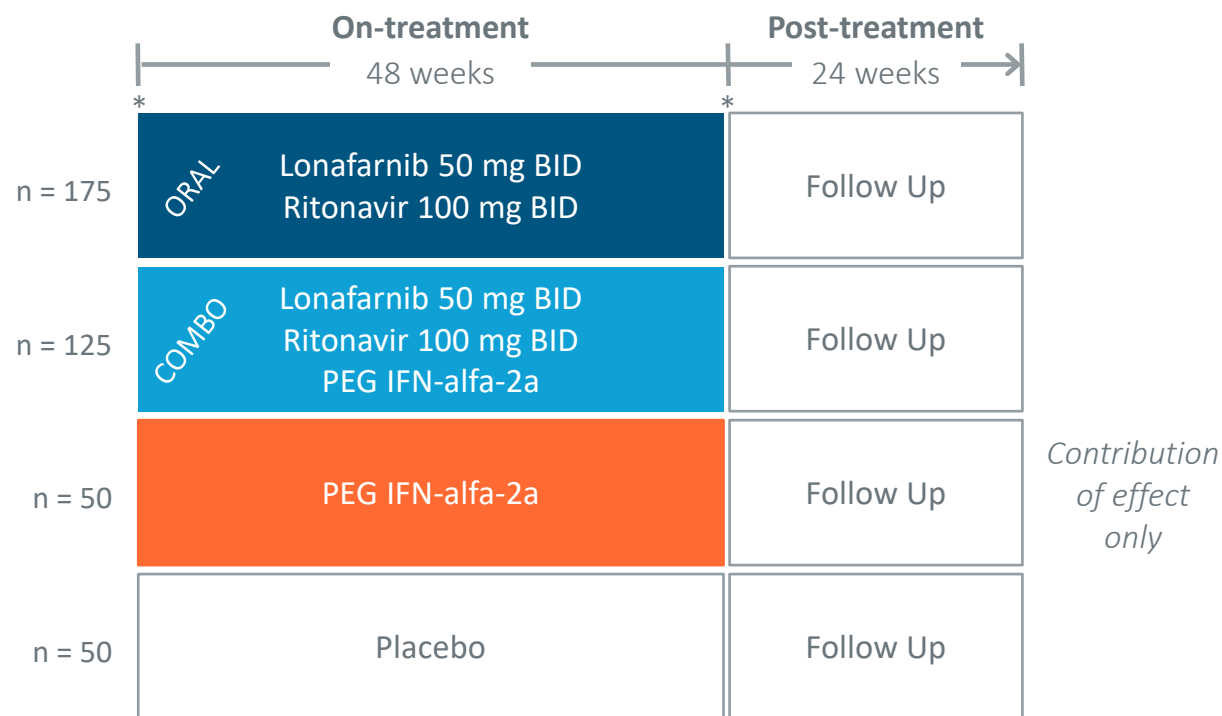 On-treatment
Post-treatment
48 weeks
24 weeks
*
*
n = 175
ORAL
Lonafarnib 50 mg BID
Ritonavir 100 mg BID
Follow Up
n = 125
COMBO
Lonafarnib 50 mg BID
Ritonavir 100 mg BID
PEG IFN-alfa-2a
Follow Up
n = 50
PEG IFN-alfa-2a
Follow Up
Contribution
of effect
only
n = 50
Placebo
Follow Up